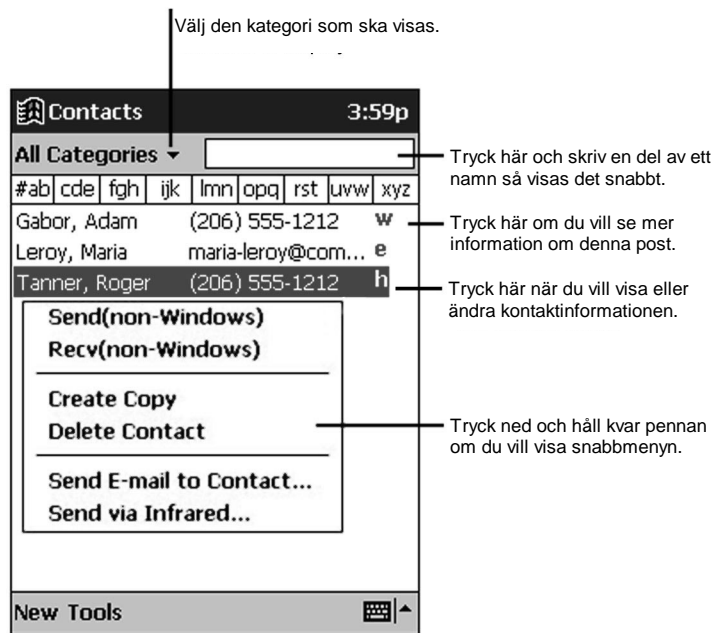 Välj den kategori som ska visas.
Contacts 3:59p
All Categories
Tryck här och skriv en del av ett
namn så visas det snabbt.
#ab cde fgh ijk lmn opq rst uvw xyz
Gabor, Adam (206) 555-1212 w
Tryck här om du vill se mer
information om denna post.
Leroy, Maria maria-leroy@com... e
Tanner, Roger (206) 555-1212 h
Tryck här när du vill visa eller
ändra kontaktinformationen.
Send(non-Windows)
Recv(non-Windows)
Create Copy
Delete Contact
Tryck ned och håll kvar pennan
om du vill visa snabbmenyn.
Send E-mail to Contact...
Send via Infrared...
New Tools